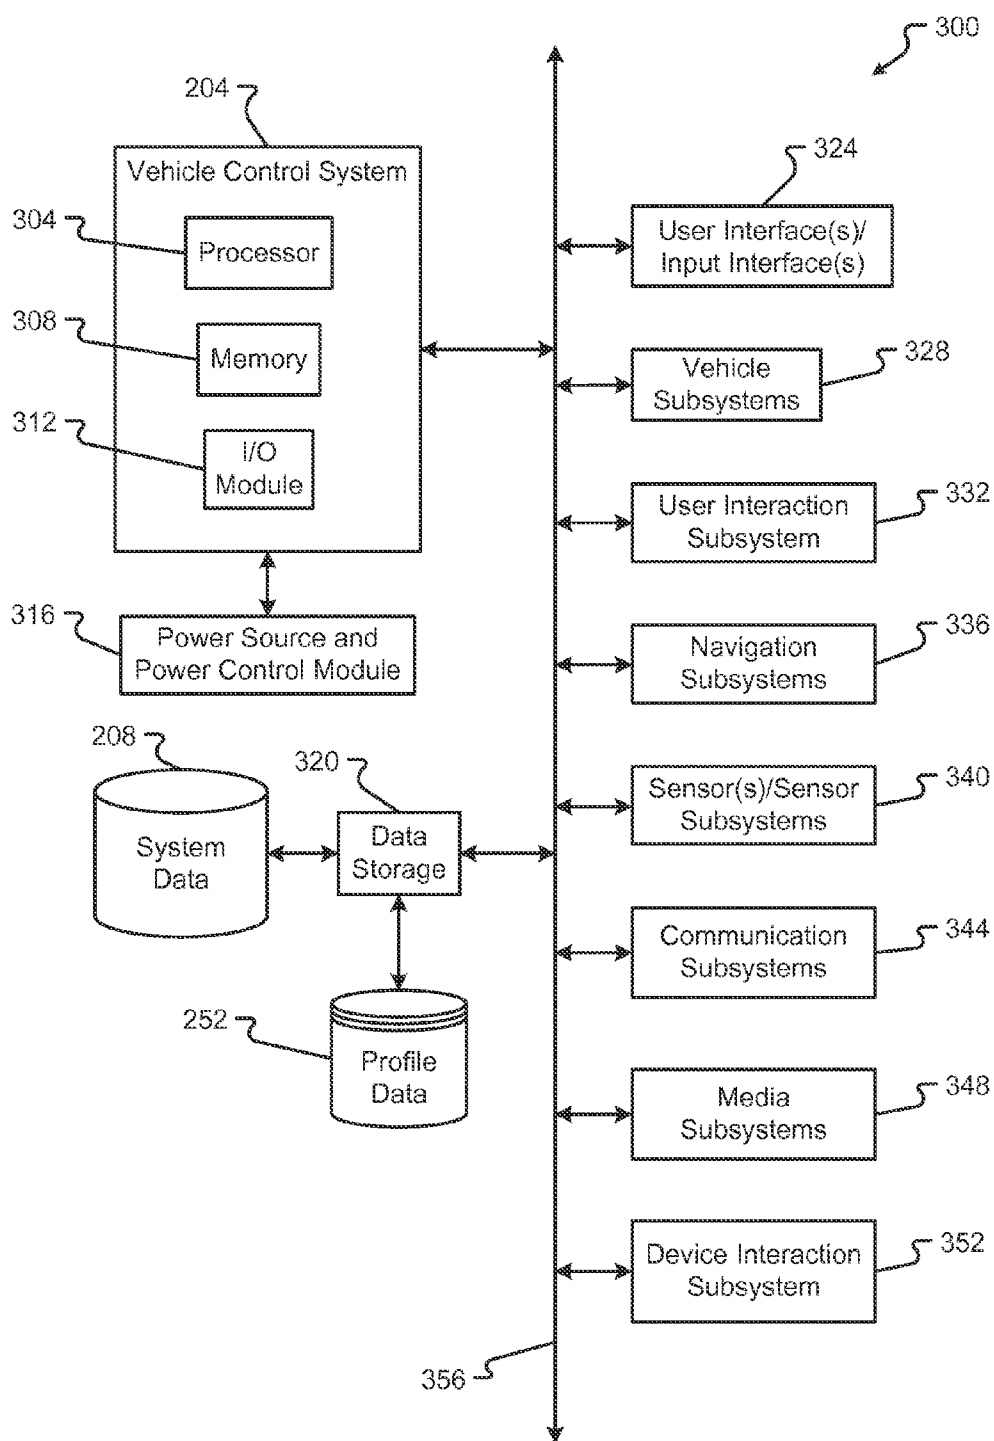 300
204
Vehicle Control System
304
Processor
308
Memory
312
I/O
Module
316
Power Source and
Power Control Module
208
System
Data
320
Data
Storage
252
Profile
Data
324
User Interface(s)/
Input Interface(s)
328
Vehicle
Subsystems
332
User Interaction
Subsystem
336
Navigation
Subsystems
340
Sensor(s)/Sensor
Subsystems
344
Communication
Subsystems
348
Media
Subsystems
352
Device Interaction
Subsystem
356